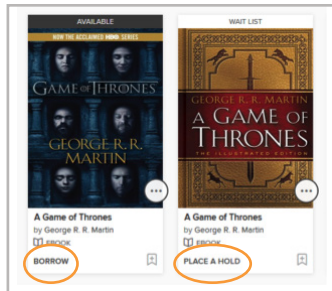 AVAILABLE
NOW THE ACCLAIMED HBO SERIES
GAME OF THRONES
GEORGE R. R.
MARTIN
A Game of Thrones
by George R. R. Martin
EBOOK
BORROW
WAIT LIST
GEORGE R. R. MARTIN
A GAME OF
THRONES
THE ILLUSTRATED EDITION
A Game of Thrones
by George R. R. Martin
EBOOK
PLACE A HOLD